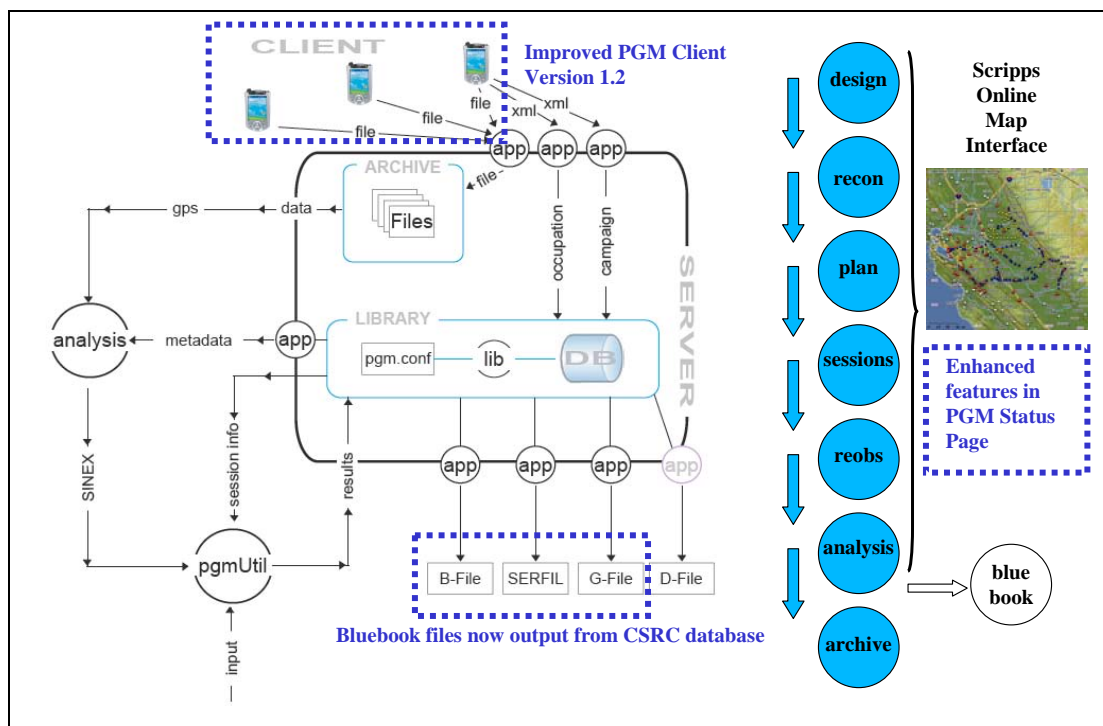 CLIENT
Improved PGM Client
Version 1.2
file
file
file
xml
xml
app
app
app
ARCHIVE
file
Files
gps
data
occupation
campaign
SERVER
analysis
metadata
app
LIBRARY
pgm.conf
lib
DB
SINEX
session info
results
app
app
app
app
pgmUtil
B-File
SERFIL
G-File
D-File
Bluebook files now output from CSRC database
input
design
recon
plan
sessions
reobs
analysis
archive
Scripps
Online
Map
Interface
Enhanced
features in
PGM Status
Page
blue
book